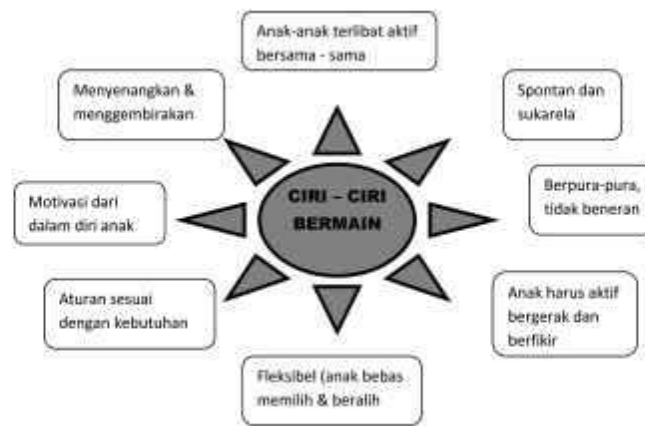 Anak-anak terlibat aktif
bersama - sama
Menyenangkan &
menggembirakan
Spontan dan
sukarela
CIRI – CIRI
BERMAIN
Motivasi dari
dalam diri anak
Berpura-pura,
tidak beneran
Aturan sesuai
dengan kebutuhan
Anak harus aktif
bergerak dan
berfikir
Fleksibel (anak bebas
memilih & beralih